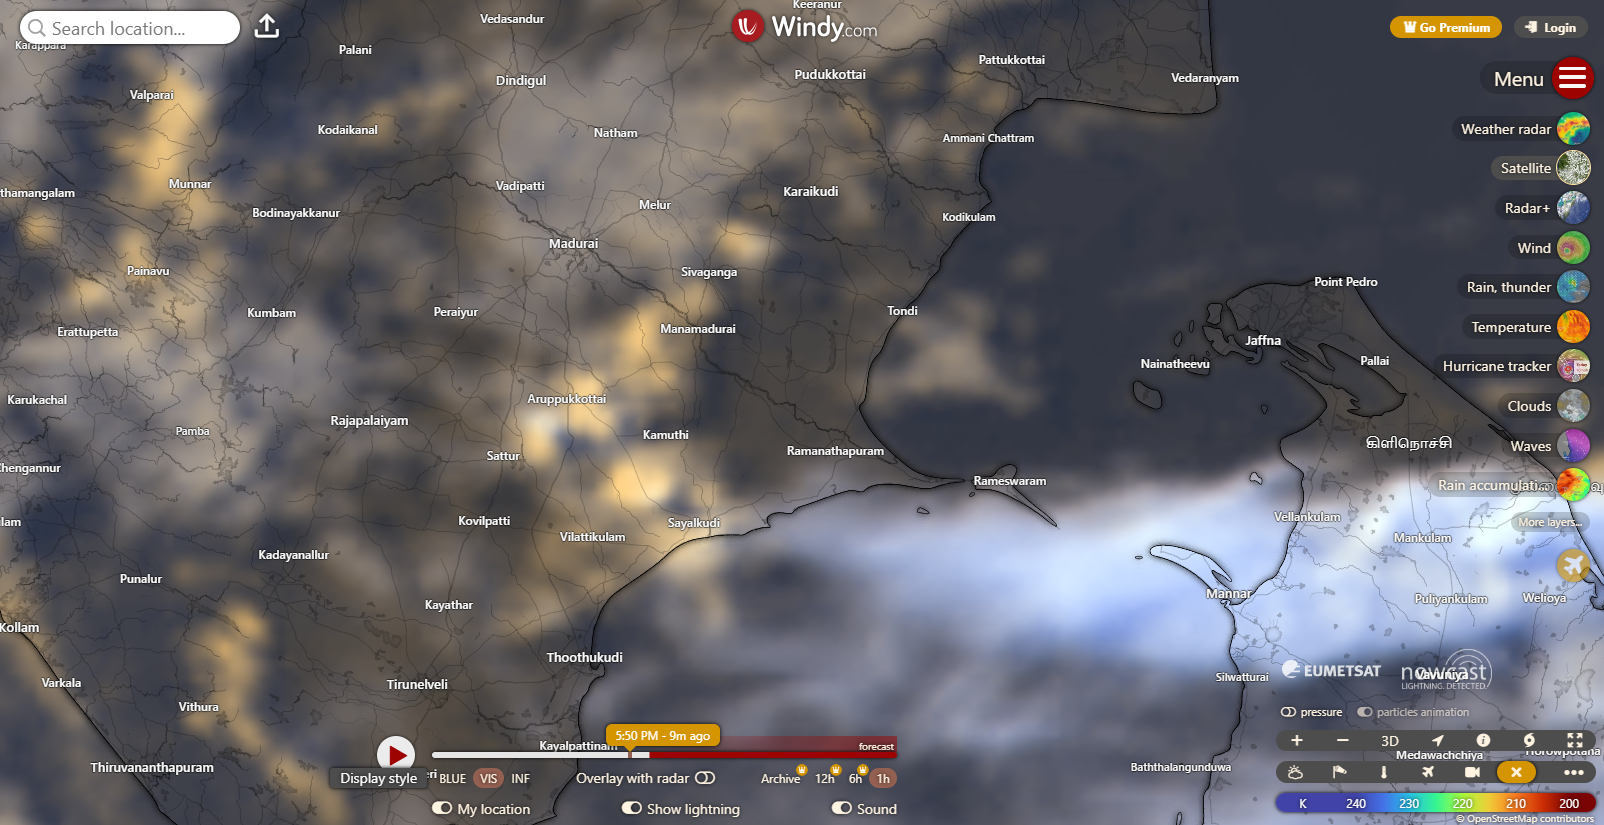 Search location...
Windy.com
Go Premium
Login
Menu
Weather radar
Satellite
Radar+
Wind
Rain, thunder
Temperature
Hurricane tracker
Clouds
Waves
Rain accumulati...
More layers...
Keeranur
Vedasandur
Karappara
Palani
Pattukkottai
Dindigul
Pudukkottai
Vedaranyam
Valparai
Kodaikanal
Natham
Ammani Chattram
Munnar
Vadipatti
Karaikudi
thamangalam
Melur
Bodinayakkanur
Kodikulam
Madurai
Painavu
Sivaganga
Point Pedro
Kumbam
Peraiyur
Tondi
Erattupetta
Manamadurai
Jaffna
Nainatheevu
Pallai
Karukachal
Aruppukkottai
Rajapalaiyam
Pamba
Kamuthi
கிளிநொச்சி
Sattur
Ramanathapuram
Chengannur
Rameswaram
Vellankulam
lam
Kovilpatti
Sayalkudi
Vilattikulam
Mankulam
Kadayanallur
Punalur
Mannar
Puliyankulam
Welioya
Kayathar
Kollam
Thoothukudi
Varkala
Tirunelveli
Silwatturai
Vavuniya
Vithura
Kayalpattinam
Thiruvananthapuram
Baththalangunduwa
Medawachchiya
Horowpotana
EUMETSAT
nowcast
LIGHTNING. DETECTED.
pressure
particles animation
3D
5:50 PM - 9m ago
forecast
Display style
eri
BLUE
VIS
INF
Overlay with radar
Archive
12h
6h
1h
My location
Show lightning
Sound
K 240 230 220 210 200
© OpenStreetMap contributors